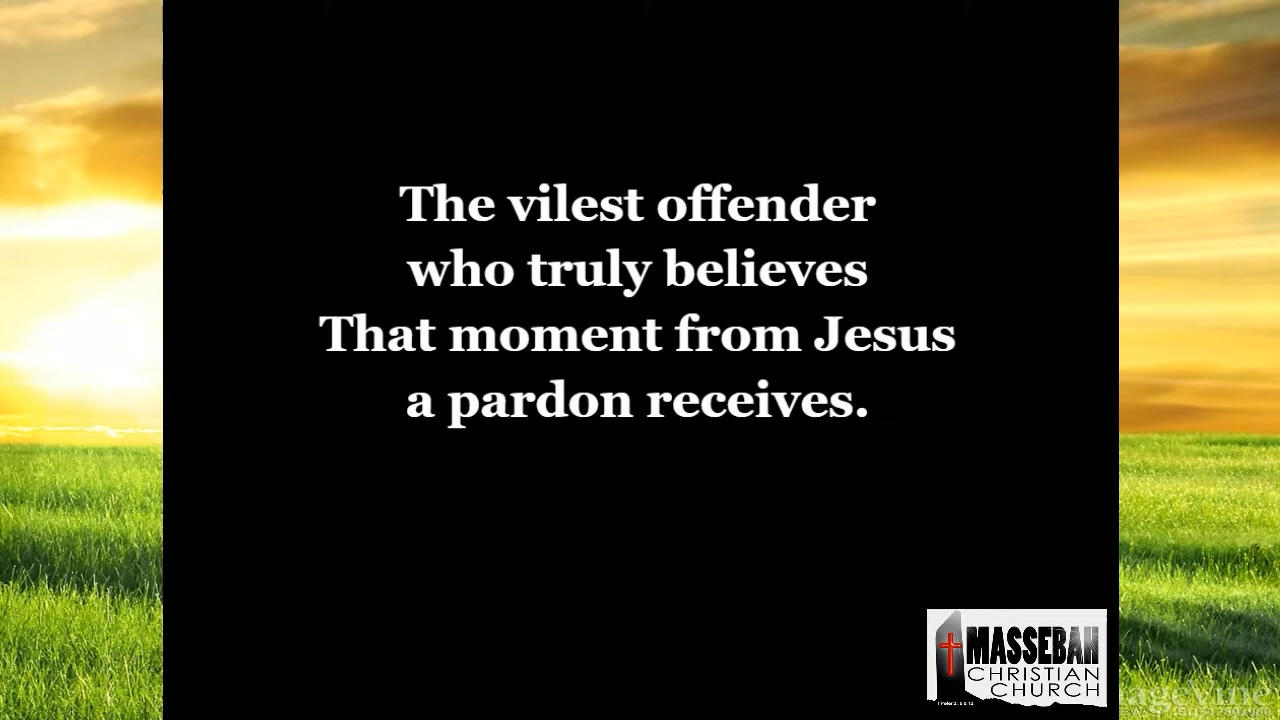 The vilest offender
who truly believes
That moment from Jesus
a pardon receives.
MASSEBAH
CHRISTIAN
CHURCH